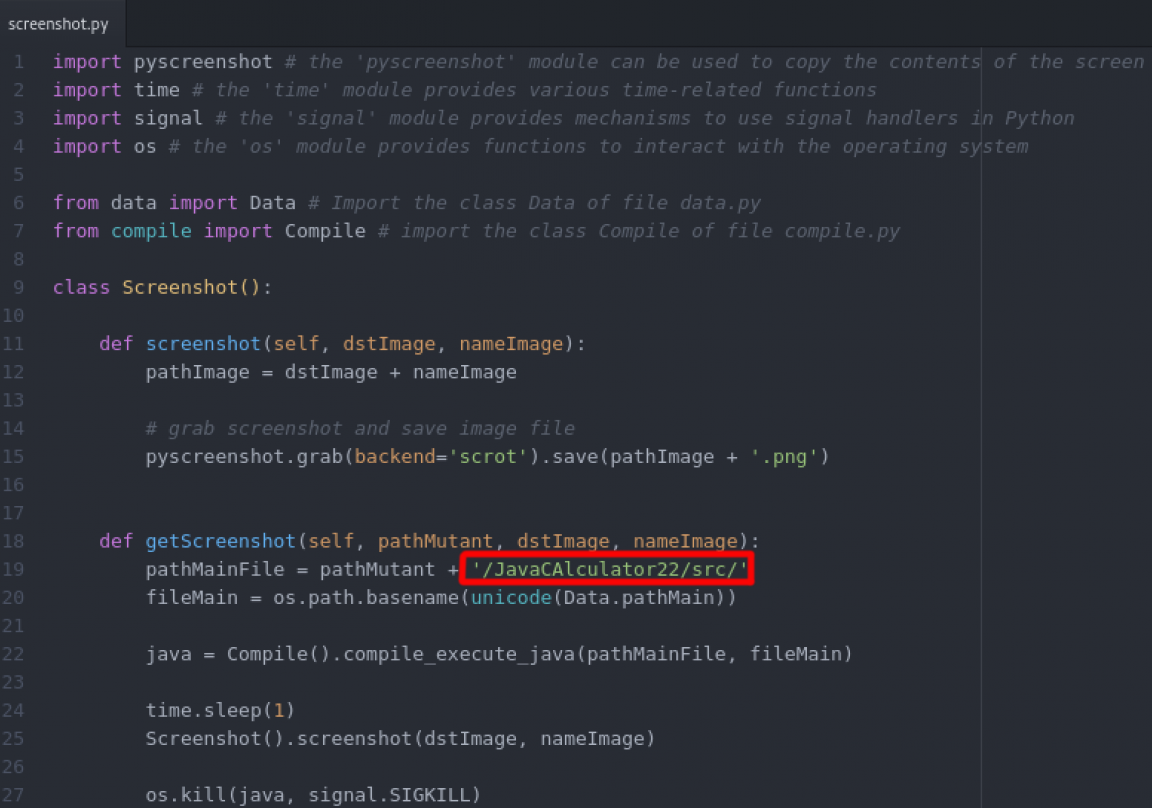 screenshot.py
1 import pyscreenshot # the 'pyscreenshot' module can be used to copy the contents of the screen
2 import time # the 'time' module provides various time-related functions
3 import signal # the 'signal' module provides mechanisms to use signal handlers in Python
4 import os # the 'os' module provides functions to interact with the operating system
5
6 from data import Data # Import the class Data of file data.py
7 from compile import Compile # import the class Compile of file compile.py
8
9 class Screenshot():
10
11     def screenshot(self, dstImage, nameImage):
12         pathImage = dstImage + nameImage
13
14         # grab screenshot and save image file
15         pyscreenshot.grab(backend='scrot').save(pathImage + '.png')
16
17
18     def getScreenshot(self, pathMutant, dstImage, nameImage):
19         pathMainFile = pathMutant + '/JavaCAlculator22/src/'
20         fileMain = os.path.basename(unicode(Data.pathMain))
21
22         java = Compile().compile_execute_java(pathMainFile, fileMain)
23
24         time.sleep(1)
25         Screenshot().screenshot(dstImage, nameImage)
26
27         os.kill(java, signal.SIGKILL)